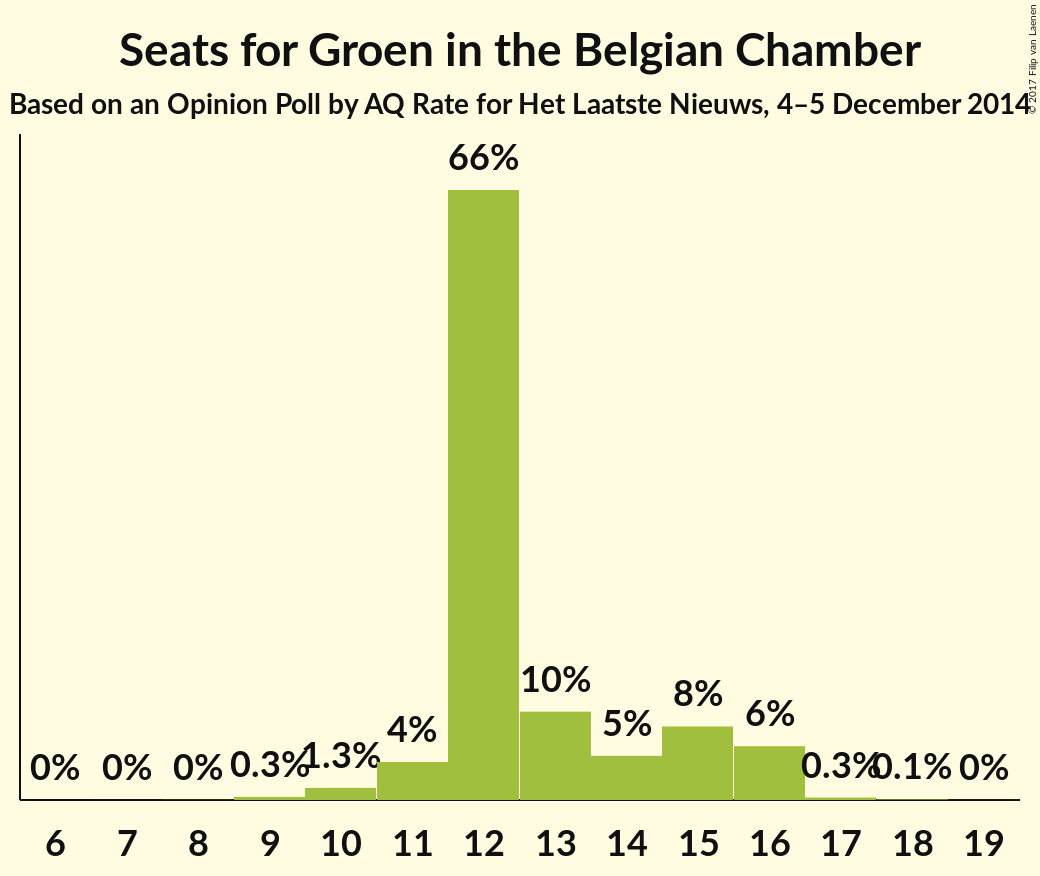 Seats for Groen in the Belgian Chamber
Based on an Opinion Poll by AQ Rate for Het Laatste Nieuws, 4–5 December 2014
© 2017 Filip van Laenen
66%
10%
8%
6%
5%
4%
1.3%
0% 0% 0% 0.3% 0.3% 0.1% 0%
6 7 8 9 10 11 12 13 14 15 16 17 18 19